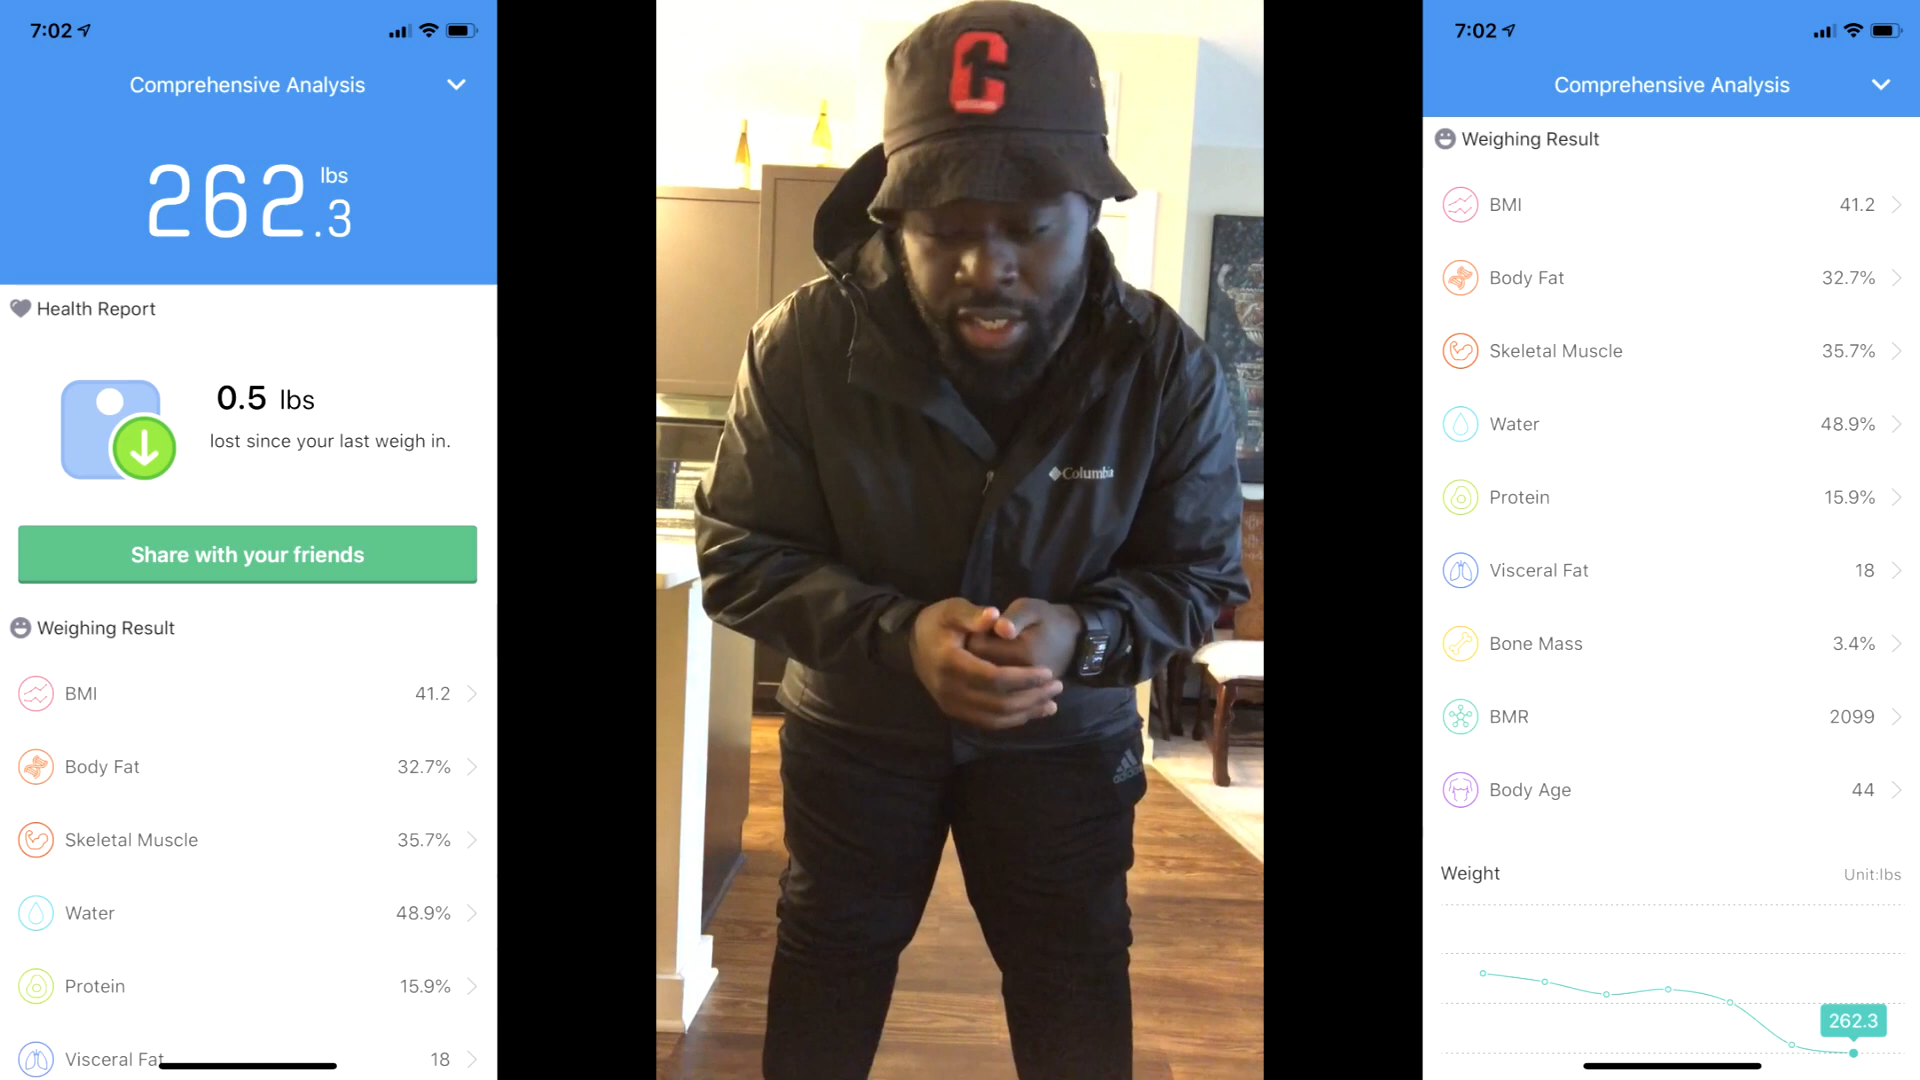 7:02
Comprehensive Analysis
262.3 lbs
Health Report
0.5 lbs
lost since your last weigh in.
Share with your friends
Weighing Result
BMI 41.2
Body Fat 32.7%
Skeletal Muscle 35.7%
Water 48.9%
Protein 15.9%
Visceral Fat 18
C
Columbia
adidas
7:02
Comprehensive Analysis
Weighing Result
BMI 41.2
Body Fat 32.7%
Skeletal Muscle 35.7%
Water 48.9%
Protein 15.9%
Visceral Fat 18
Bone Mass 3.4%
BMR 2099
Body Age 44
Weight Unit:lbs
262.3